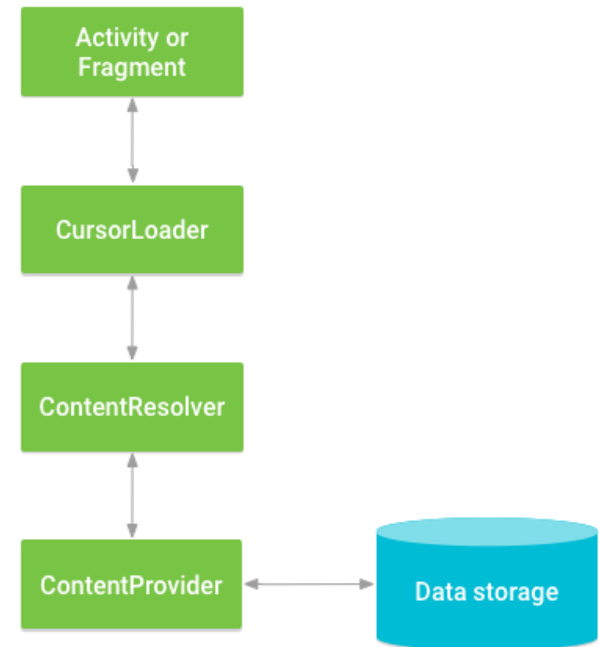 Activity or
Fragment
CursorLoader
ContentResolver
ContentProvider
Data storage